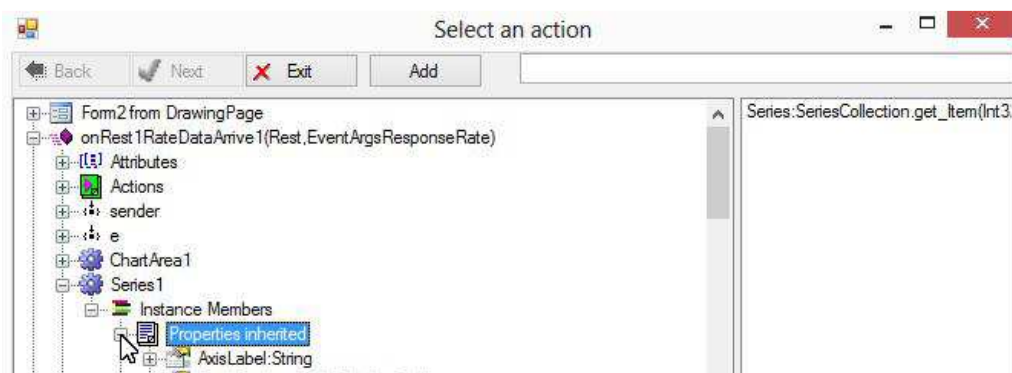 Select an action
Back Next Exit Add
Form2 from DrawingPage
Series:SeriesCollection.get_Item(Int3
onRest1RateDataArrive1(Rest,EventArgsResponseRate)
Attributes
Actions
sender
e
ChartArea1
Series1
Instance Members
Properties inherited
AxisLabel:String